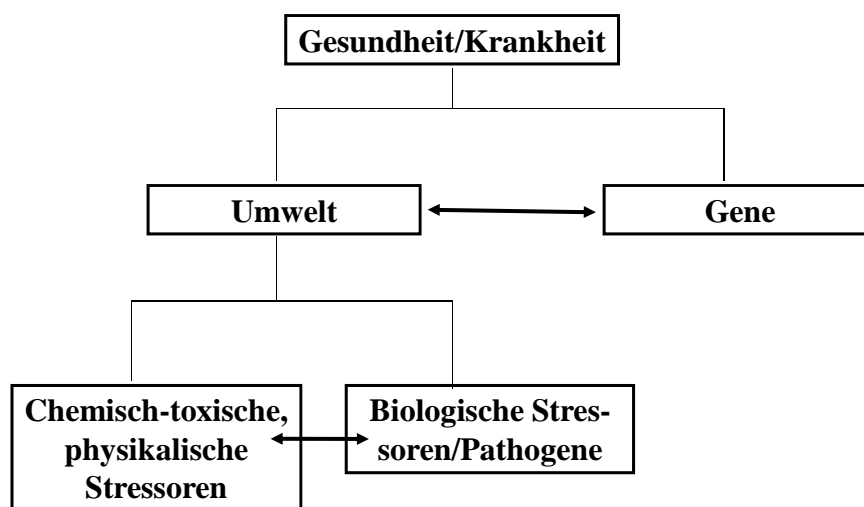 Gesundheit/Krankheit
Umwelt
Gene
Chemisch-toxische,
physikalische
Stressoren
Biologische Stres-
soren/Pathogene